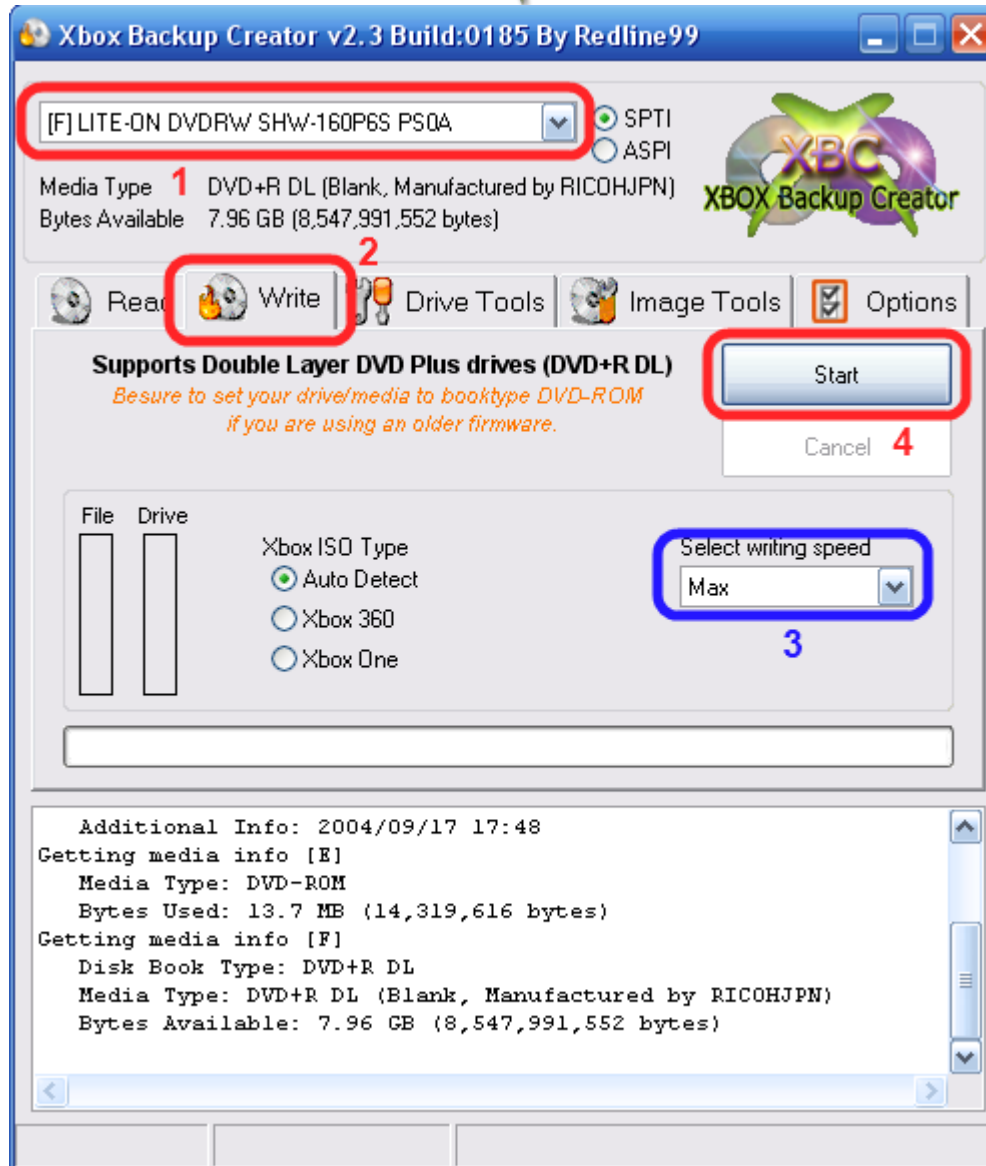 Xbox Backup Creator v2.3 Build:0185 By Redline99
[F] LITE-ON DVDRW SHW-160P6S PS0A
SPTI
ASPI
XBC
XBOX Backup Creator
1
Media Type DVD+R DL (Blank, Manufactured by RICOHJPN)
Bytes Available 7.96 GB (8,547,991,552 bytes)
2
Read Write Drive Tools Image Tools Options
Supports Double Layer DVD Plus drives (DVD+R DL)
Besure to set your drive/media to booktype DVD-ROM
if you are using an older firmware.
Start
Cancel
4
File Drive
Xbox ISO Type
Auto Detect
Xbox 360
Xbox One
Select writing speed
Max
3
Additional Info: 2004/09/17 17:48
Getting media info [E]
Media Type: DVD-ROM
Bytes Used: 13.7 MB (14,319,616 bytes)
Getting media info [F]
Disk Book Type: DVD+R DL
Media Type: DVD+R DL (Blank, Manufactured by RICOHJPN)
Bytes Available: 7.96 GB (8,547,991,552 bytes)